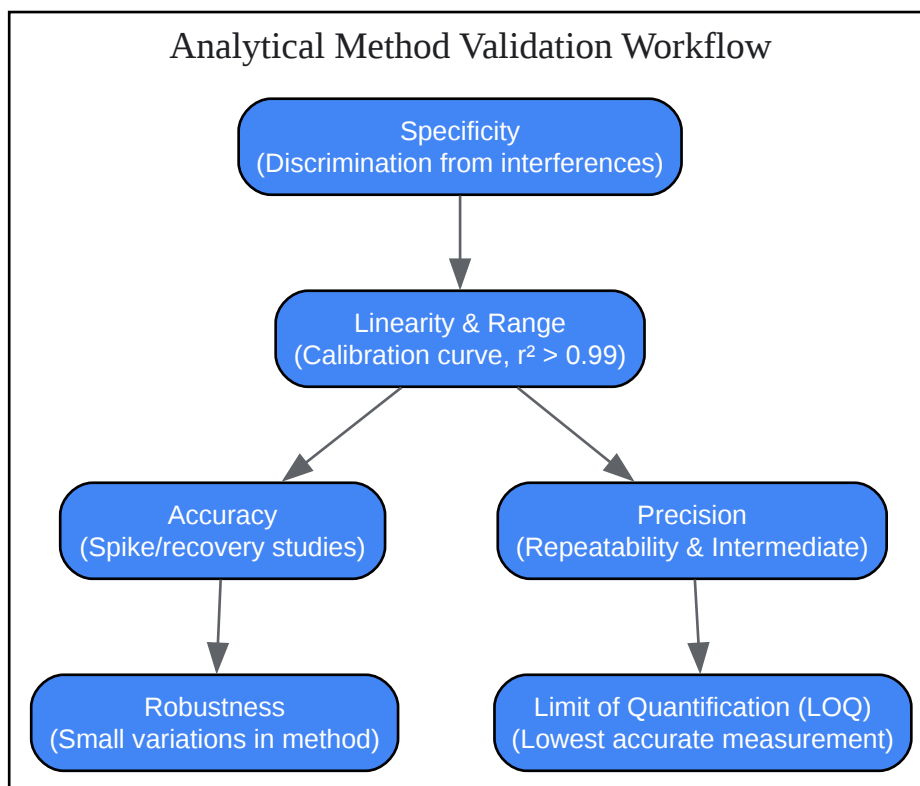 Analytical Method Validation Workflow
Specificity
(Discrimination from interferences)
Linearity & Range
(Calibration curve, r² > 0.99)
Accuracy
(Spike/recovery studies)
Precision
(Repeatability & Intermediate)
Robustness
(Small variations in method)
Limit of Quantification (LOQ)
(Lowest accurate measurement)